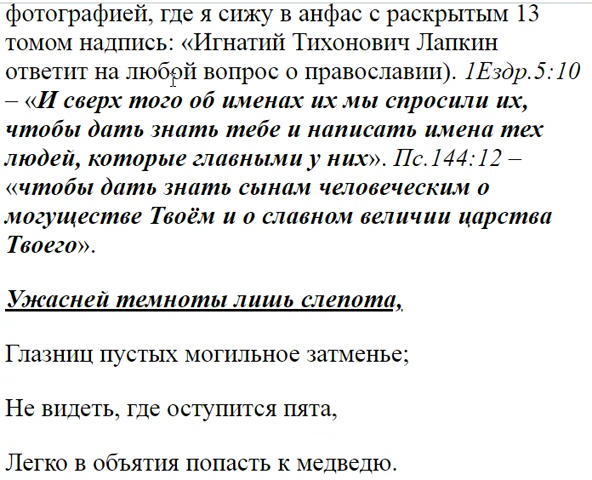 фотографией, где я сижу в анфас с раскрытым 13
томом надпись: «Игнатий Тихонович Лапкин
ответит на любой вопрос о православии). 1Ездр.5:10
– «И сверх того об именах их мы спросили их,
чтобы дать знать тебе и написать имена тех
людей, которые главными у них». Пс.144:12 –
«чтобы дать знать сынам человеческим о
могуществе Твоём и о славном величии царства
Твоего».
Ужасней темноты лишь слепота,
Глазниц пустых могильное затменье;
Не видеть, где оступится пята,
Легко в объятия попасть к медведю.